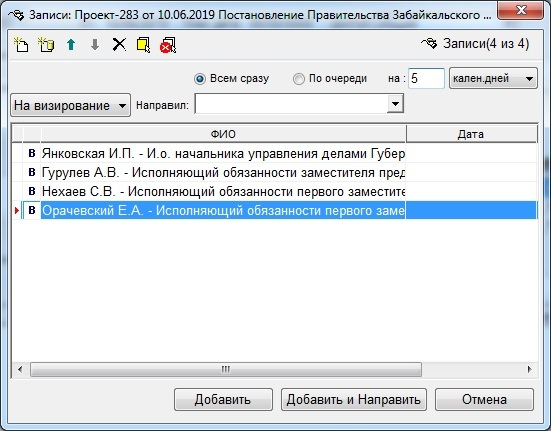 Записи: Проект-283 от 10.06.2019 Постановление Правительства Забайкальского ...
Записи(4 из 4)
Всем сразу По очереди на : 5 кален.дней
На визирование Направил:
ФИО Дата
В Янковская И.П. - И.о. начальника управления делами Губер
В Гурулев А.В. - Исполняющий обязанности заместителя пред
В Нехаев С.В. - Исполняющий обязанности первого заместите
В Орачевский Е.А. - Исполняющий обязанности первого заме
Добавить Добавить и Направить Отмена